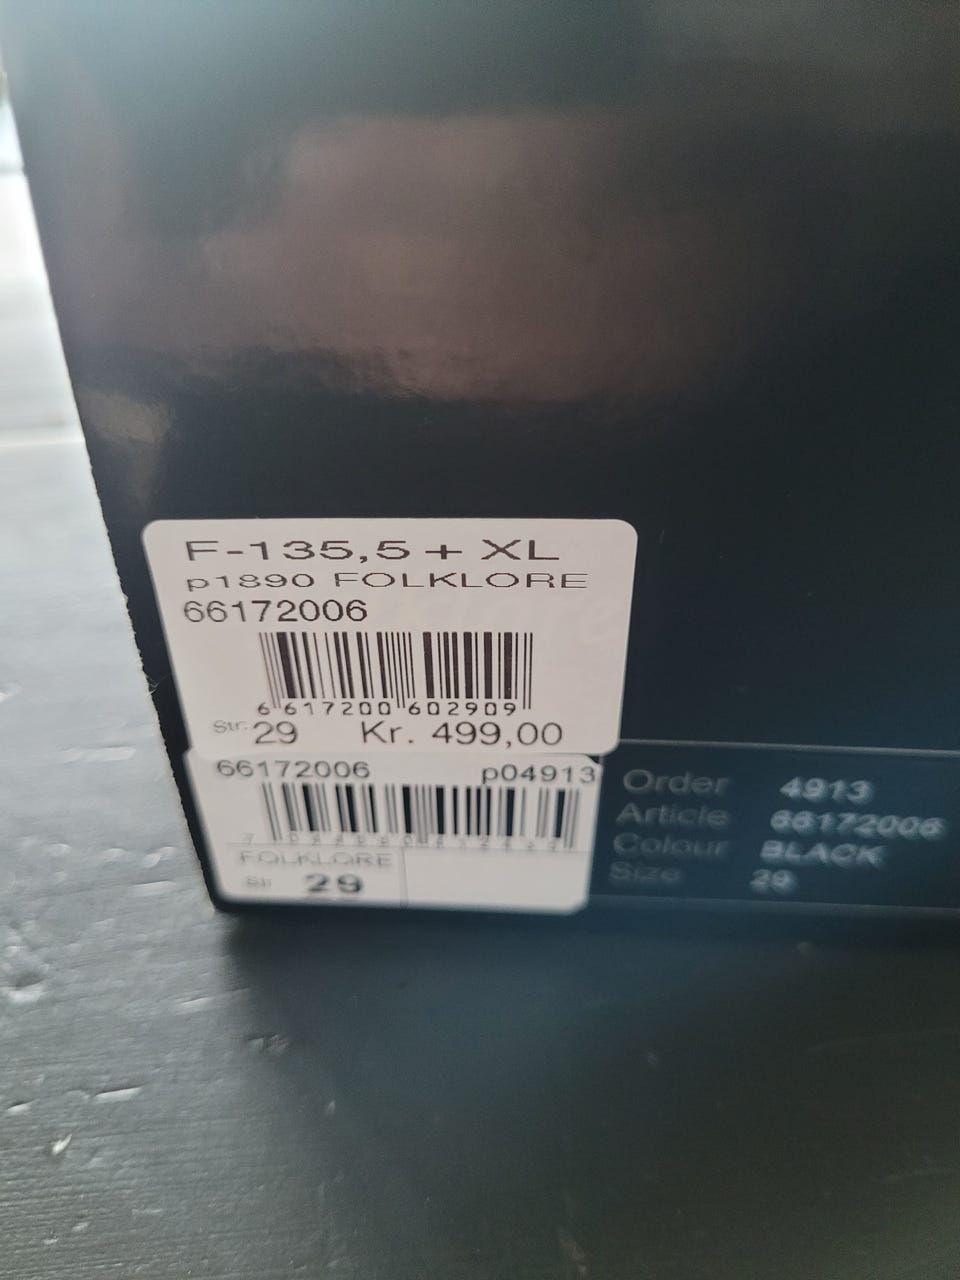 F-135,5 + XL
p1890 FOLKLORE
66172006
6 617200 602909
Str: 29 Kr. 499,00
66172006 p04913
FOLKLORE
Str 29
Order 4913
Article 66172006
Colour BLACK
Size 29